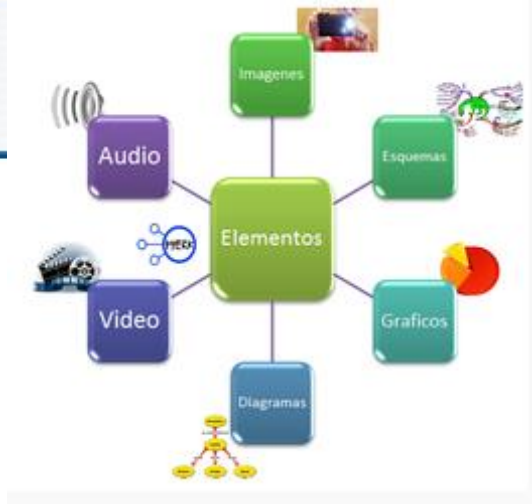 Imagenes
Audio
Esquemas
Elementos
Video
Graficos
Diagramas